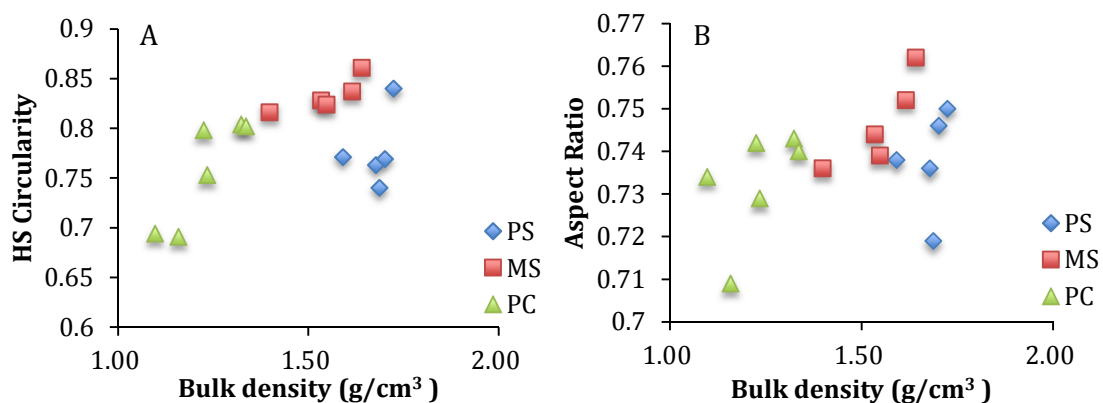 A
HS Circularity
0.9
0.85
0.8
0.75
0.7
0.65
0.6
1.00
1.50
2.00
Bulk density (g/cm³ )
PS
MS
PC
B
Aspect Ratio
0.77
0.76
0.75
0.74
0.73
0.72
0.71
0.7
1.00
1.50
2.00
Bulk density (g/cm³ )
PS
MS
PC